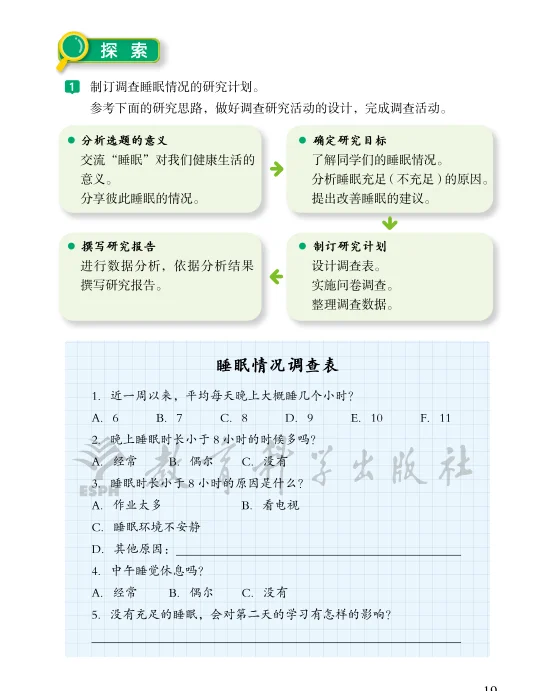 探 索
1 制订调查睡眠情况的研究计划。
参考下面的研究思路，做好调查研究活动的设计，完成调查活动。
分析选题的意义
交流“睡眠”对我们健康生活的
意义。
分享彼此睡眠的情况。
确定研究目标
了解同学们的睡眠情况。
分析睡眠充足（不充足）的原因。
提出改善睡眠的建议。
撰写研究报告
进行数据分析，依据分析结果
撰写研究报告。
制订研究计划
设计调查表。
实施问卷调查。
整理调查数据。
睡眠情况调查表
1. 近一周以来，平均每天晚上大概睡几个小时？
A. 6 B. 7 C. 8 D. 9 E. 10 F. 11
2. 晚上睡眠时长小于8小时的时候多吗？
A. 经常 B. 偶尔 C. 没有
3. 睡眠时长小于8小时的原因是什么？
A. 作业太多 B. 看电视
C. 睡眠环境不安静
D. 其他原因：
4. 中午睡觉休息吗？
A. 经常 B. 偶尔 C. 没有
5. 没有充足的睡眠，会对第二天的学习有怎样的影响？
ESPH 教育科学出版社